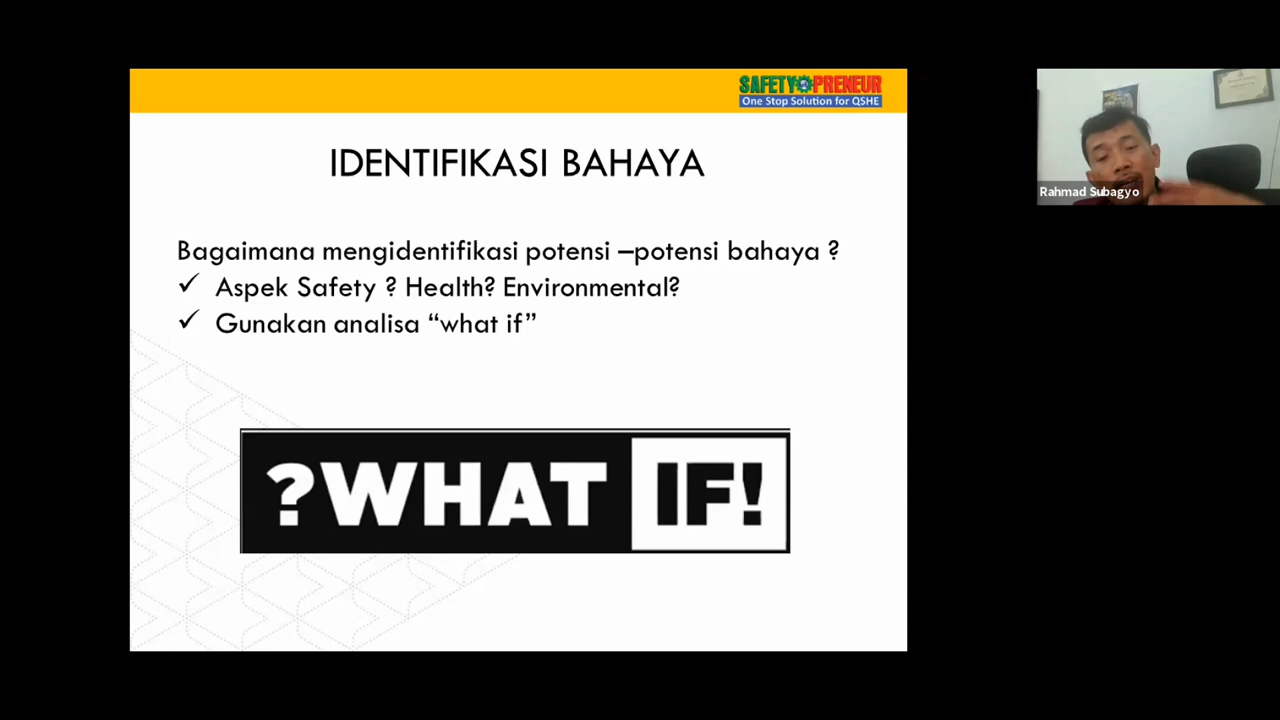 SAFETYPRENEUR
One Stop Solution for QSHE
IDENTIFIKASI BAHAYA
Rahmad Subagyo
Bagaimana mengidentifikasi potensi –potensi bahaya ?
✓ Aspek Safety ? Health? Environmental?
✓ Gunakan analisa “what if”
?WHAT IF!